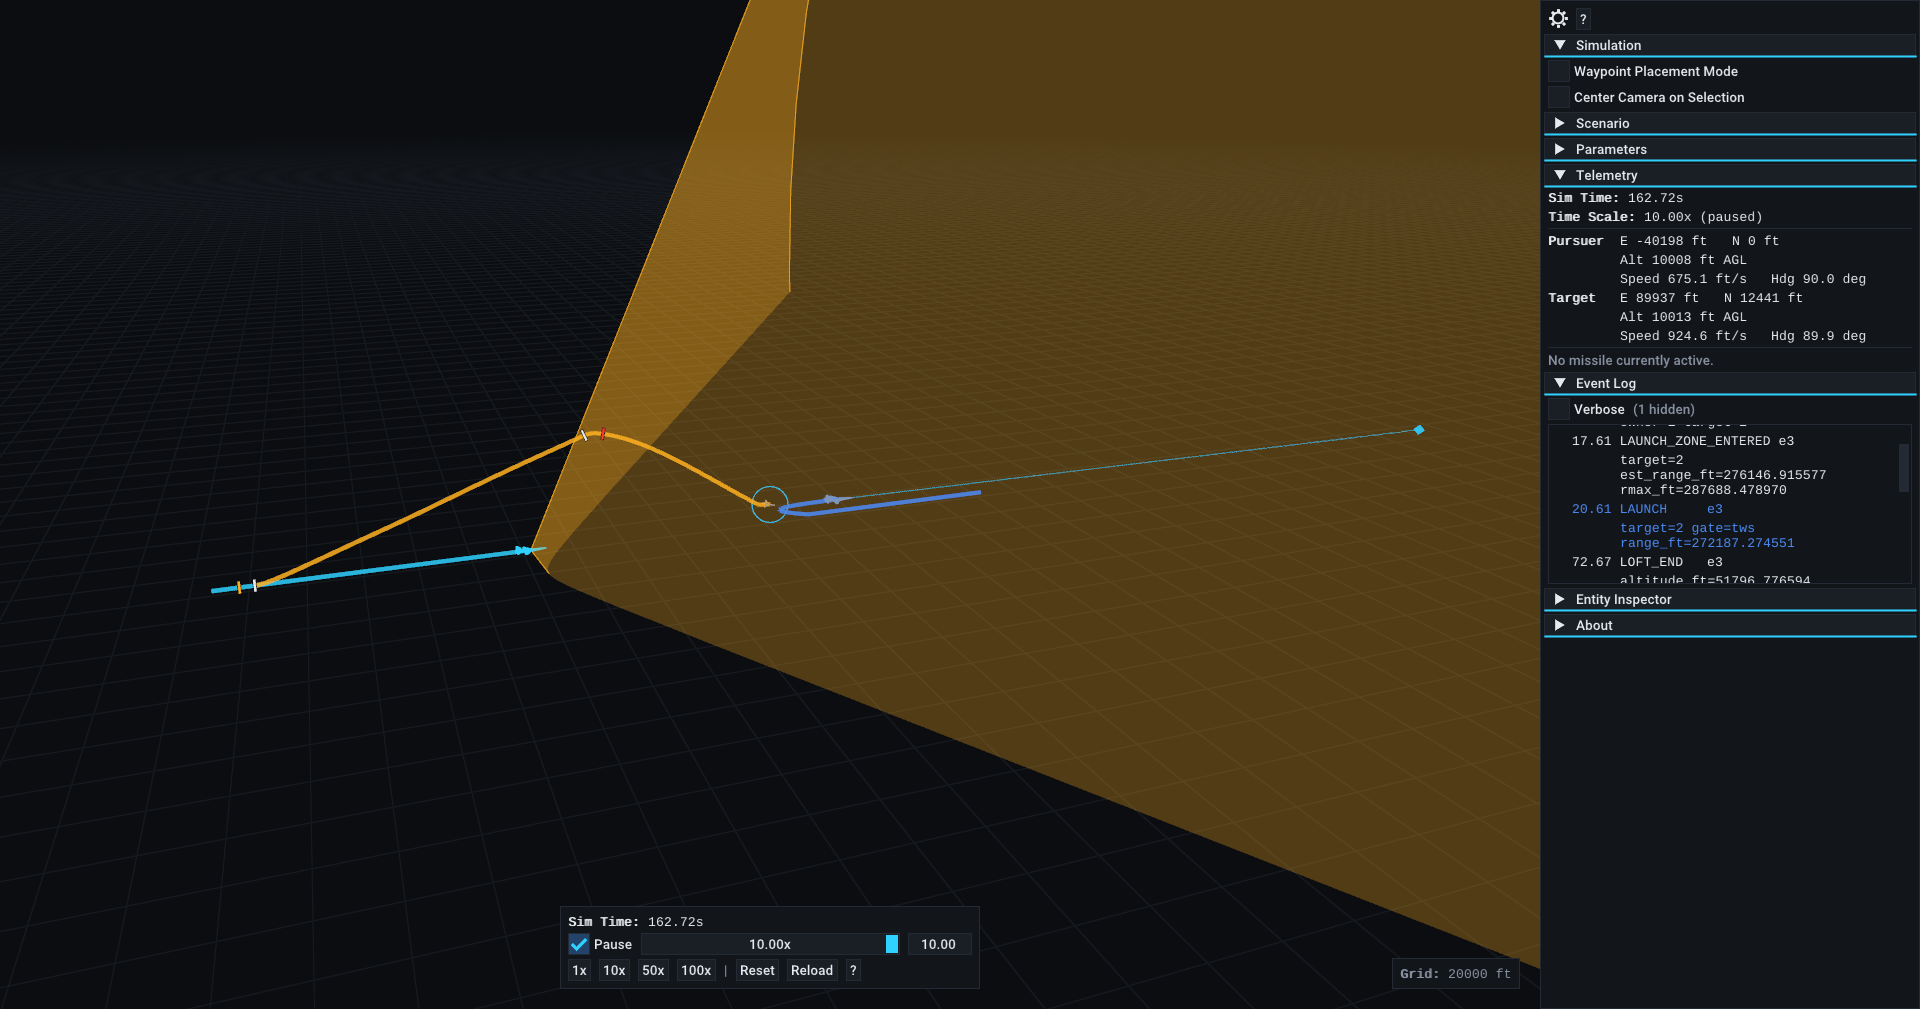 ?
Simulation
Waypoint Placement Mode
Center Camera on Selection
Scenario
Parameters
Telemetry
Sim Time: 162.72s
Time Scale: 10.00x (paused)
Pursuer E -40198 ft N 0 ft
Alt 10008 ft AGL
Speed 675.1 ft/s Hdg 90.0 deg
Target E 89937 ft N 12441 ft
Alt 10013 ft AGL
Speed 924.6 ft/s Hdg 89.9 deg
No missile currently active.
Event Log
Verbose (1 hidden)
17.61 LAUNCH_ZONE_ENTERED e3
target=2
est_range_ft=276146.915577
rmax_ft=287688.478970
20.61 LAUNCH e3
target=2 gate=tws
range_ft=272187.274551
72.67 LOFT_END e3
altitude_ft=51796.776594
Entity Inspector
About
Sim Time: 162.72s
Pause 10.00x 10.00
1x 10x 50x 100x | Reset Reload ?
Grid: 20000 ft